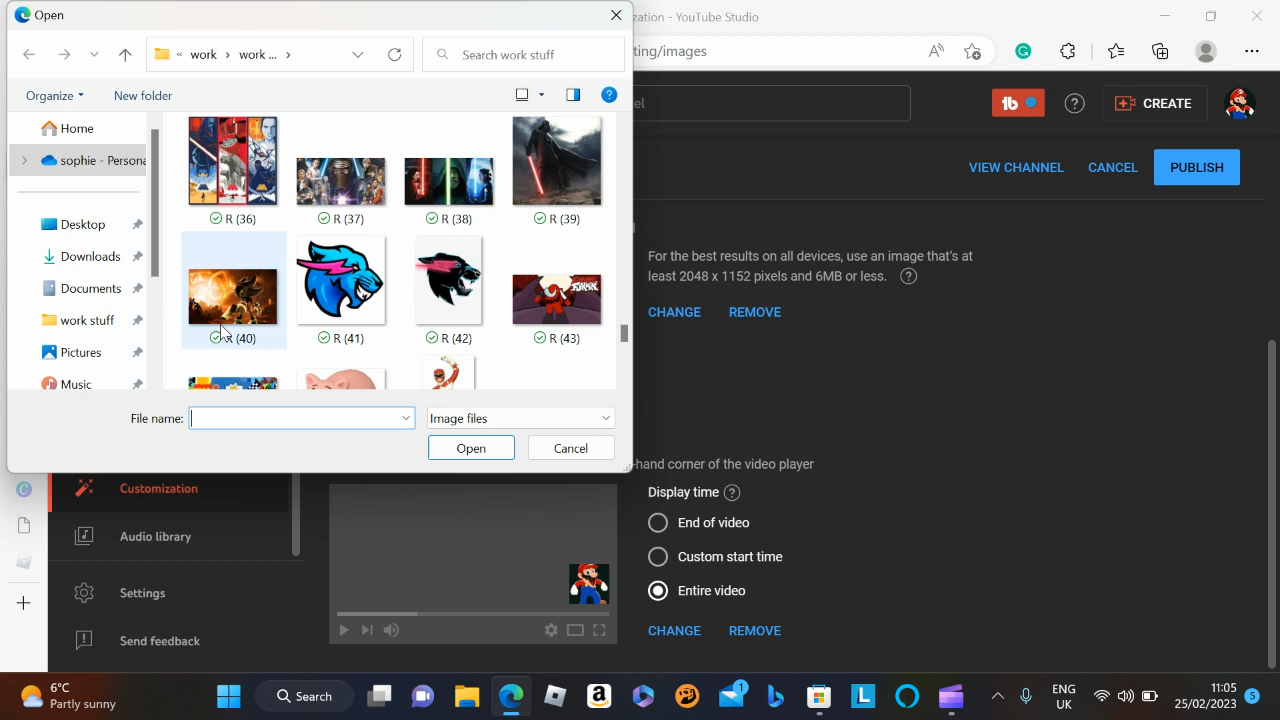 Open
zation - YouTube Studio
« work › work ... ›
Search work stuff
ting/images
Organize
New folder
el
CREATE
Home
sophie - Persona
Desktop
Downloads
Documents
work stuff
Pictures
Music
R (36)
R (37)
R (38)
R (39)
R (40)
R (41)
R (42)
R (43)
VIEW CHANNEL
CANCEL
PUBLISH
For the best results on all devices, use an image that's at
least 2048 x 1152 pixels and 6MB or less.
CHANGE
REMOVE
File name:
Image files
Open
Cancel
-hand corner of the video player
Display time
End of video
Custom start time
Entire video
CHANGE
REMOVE
Customization
Audio library
Settings
Send feedback
6°C
Partly sunny
Search
1
ENG
UK
11:05
25/02/2023
5